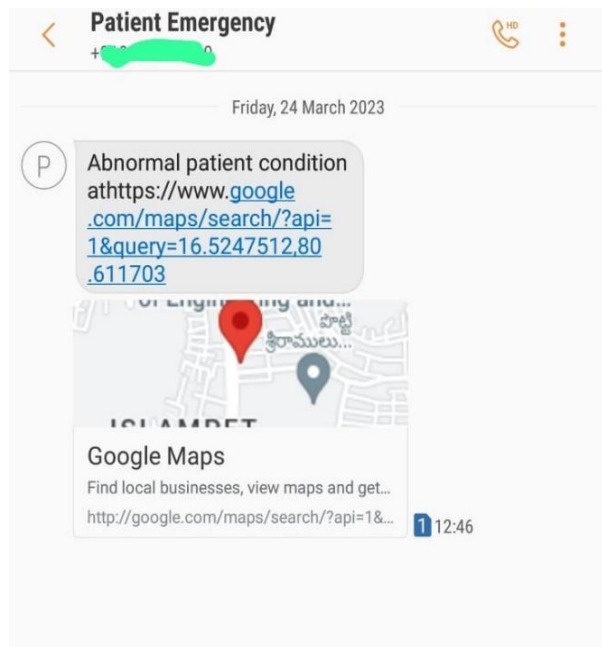 Patient Emergency
Friday, 24 March 2023
P
Abnormal patient condition
athttps://www.google
.com/maps/search/?api=
1&query=16.5247512,80
.611703
పొట్టి
శ్రీరాములు...
ISLAMPET
Google Maps
Find local businesses, view maps and get...
http://google.com/maps/search/?api=1&...
1 12:46
HD